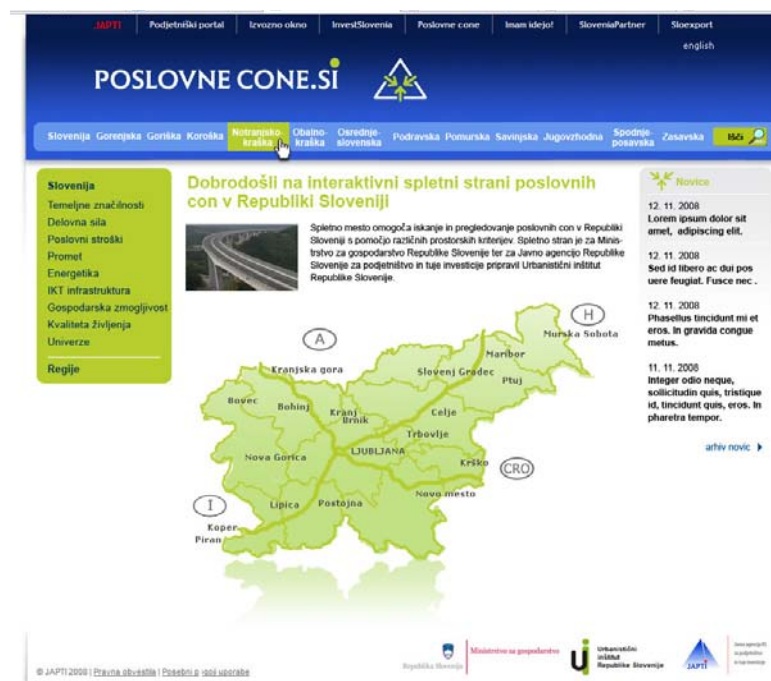 JAPTI Podjetniški portal Izvozno okno InvestSlovenia Poslovne cone Imam idejo! SloveniaPartner Sloexport
english
POSLOVNE CONE.SI
Slovenija Gorenjska Goriška Koroška Notranjsko-kraška Obalno-kraška Osrednje-slovenska Podravska Pomurska Savinjska Jugovzhodna Spodnje-posavska Zasavska Išči
Slovenija
Temeljne značilnosti
Delovna sila
Poslovni stroški
Promet
Energetika
IKT infrastruktura
Gospodarska zmogljivost
Kvaliteta življenja
Univerze
Regije
Dobrodošli na interaktivni spletni strani poslovnih
con v Republiki Sloveniji
Spletno mesto omogoča iskanje in pregledovanje poslovnih con v Republiki
Sloveniji s pomočjo različnih prostorskih kriterijev. Spletno stran je za Minis-
trstvo za gospodarstvo Republike Slovenije ter za Javno agencijo Republike
Slovenije za podjetništvo in tuje investicije pripravil Urbanistični inštitut
Republike Slovenije.
H
Murska Sobota
A
Maribor
Kranjska gora
Slovenj Gradec
Ptuj
Bovec
Bohinj
Kranj
Brnik
Celje
Trbovlje
LJUBLJANA
Nova Gorica
Krško
CRO
Novo mesto
I
Lipica
Postojna
Koper
Piran
Novice
12. 11. 2008
Lorem ipsum dolor sit
amet, adipiscing elit.
12. 11. 2008
Sed id libero ac dui pos
uere feugiat. Fusce nec .
12. 11. 2008
Phasellus tincidunt mi et
eros. In gravida congue
metus.
11. 11. 2008
Integer odio neque,
sollicitudin quis, tristique
id, tincidunt quis, eros. In
pharetra tempor.
arhiv novic
© JAPTI 2008 | Pravna obvestila | Posebni pogoji uporabe
Republika Slovenija
Ministrstvo za gospodarstvo
Urbanistični
inštitut
Republike Slovenije
JAPTI